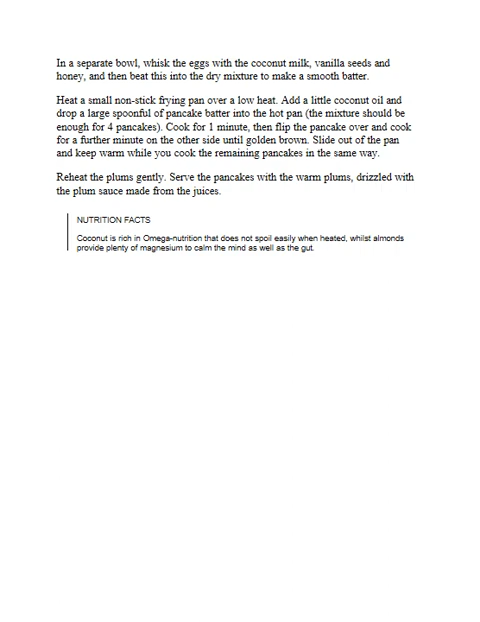 In a separate bowl, whisk the eggs with the coconut milk, vanilla seeds and
honey, and then beat this into the dry mixture to make a smooth batter.
Heat a small non-stick frying pan over a low heat. Add a little coconut oil and
drop a large spoonful of pancake batter into the hot pan (the mixture should be
enough for 4 pancakes). Cook for 1 minute, then flip the pancake over and cook
for a further minute on the other side until golden brown. Slide out of the pan
and keep warm while you cook the remaining pancakes in the same way.
Reheat the plums gently. Serve the pancakes with the warm plums, drizzled with
the plum sauce made from the juices.
NUTRITION FACTS
Coconut is rich in Omega-nutrition that does not spoil easily when heated, whilst almonds
provide plenty of magnesium to calm the mind as well as the gut.